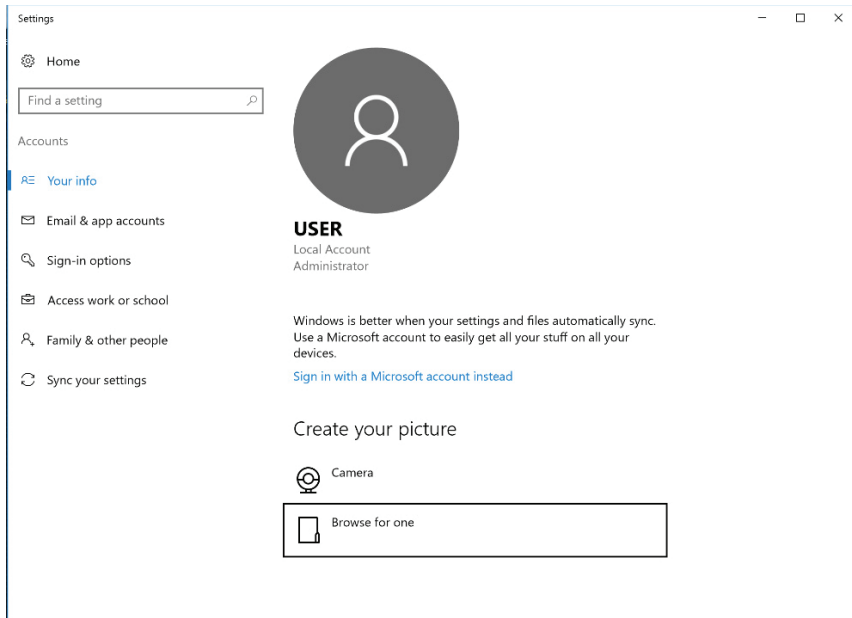 Settings
Home
Find a setting
Accounts
Your info
Email & app accounts
Sign-in options
Access work or school
Family & other people
Sync your settings
USER
Local Account
Administrator
Windows is better when your settings and files automatically sync.
Use a Microsoft account to easily get all your stuff on all your
devices.
Sign in with a Microsoft account instead
Create your picture
Camera
Browse for one